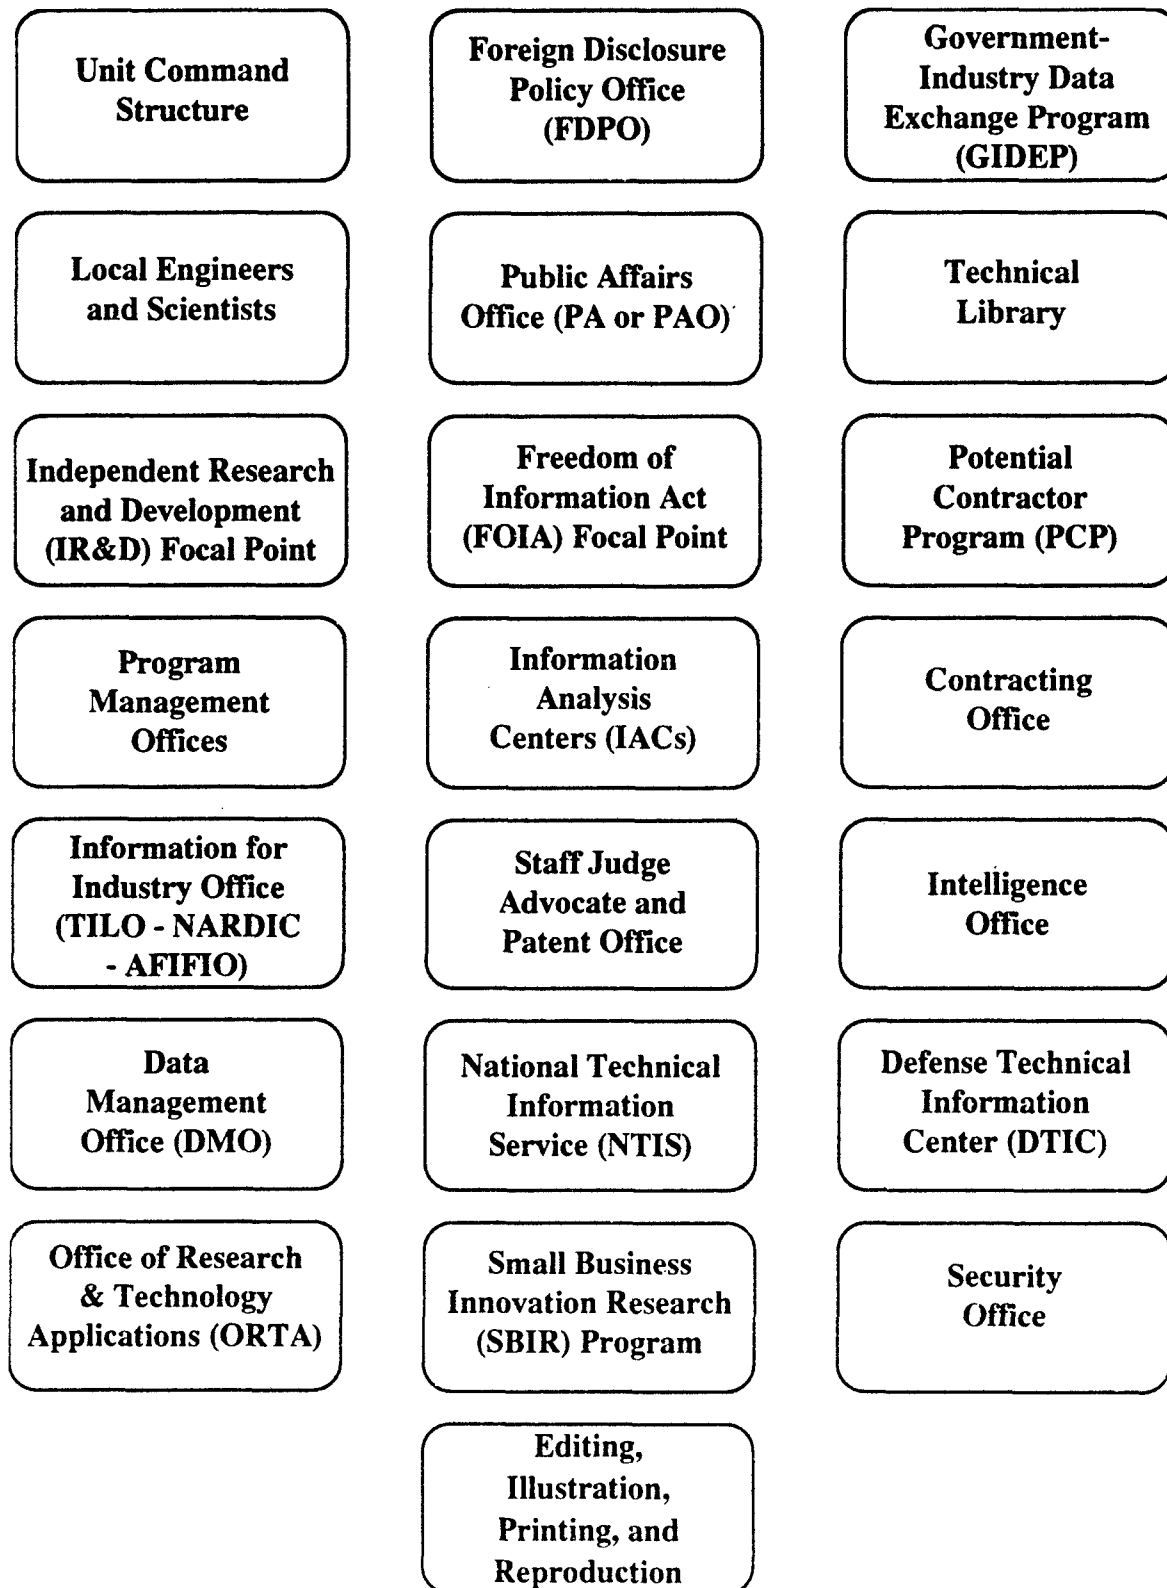 Unit Command
Structure
Foreign Disclosure
Policy Office
(FDPO)
Government-
Industry Data
Exchange Program
(GIDEP)
Local Engineers
and Scientists
Public Affairs
Office (PA or PAO)
Technical
Library
Independent Research
and Development
(IR&D) Focal Point
Freedom of
Information Act
(FOIA) Focal Point
Potential
Contractor
Program (PCP)
Program
Management
Offices
Information
Analysis
Centers (IACs)
Contracting
Office
Information for
Industry Office
(TILO - NARDIC
- AFIFIO)
Staff Judge
Advocate and
Patent Office
Intelligence
Office
Data
Management
Office (DMO)
National Technical
Information
Service (NTIS)
Defense Technical
Information
Center (DTIC)
Office of Research
& Technology
Applications (ORTA)
Small Business
Innovation Research
(SBIR) Program
Security
Office
Editing,
Illustration,
Printing, and
Reproduction